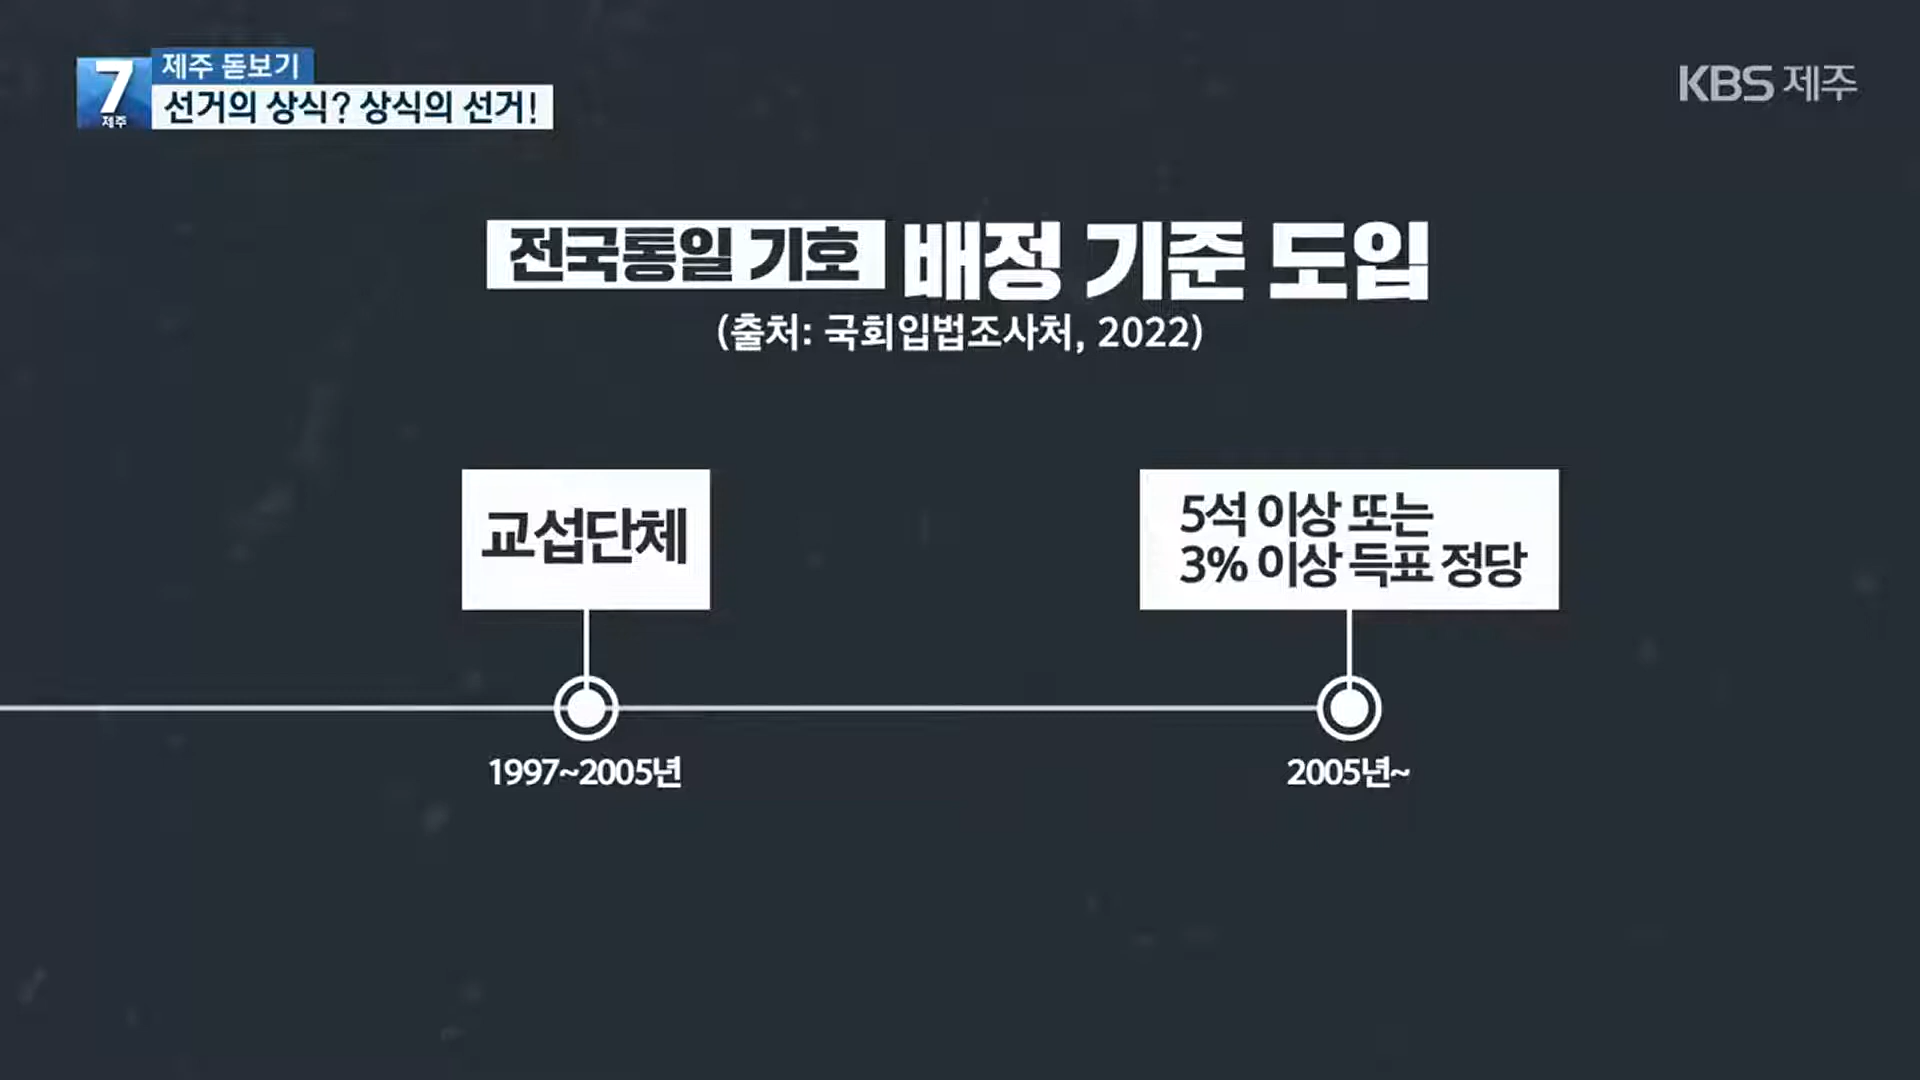 제주 돋보기
7
제주
선거의 상식? 상식의 선거!
KBS 제주
전국통일 기호 배정 기준 도입
(출처: 국회입법조사처, 2022)
교섭단체
5석 이상 또는
3% 이상 득표 정당
1997~2005년
2005년~